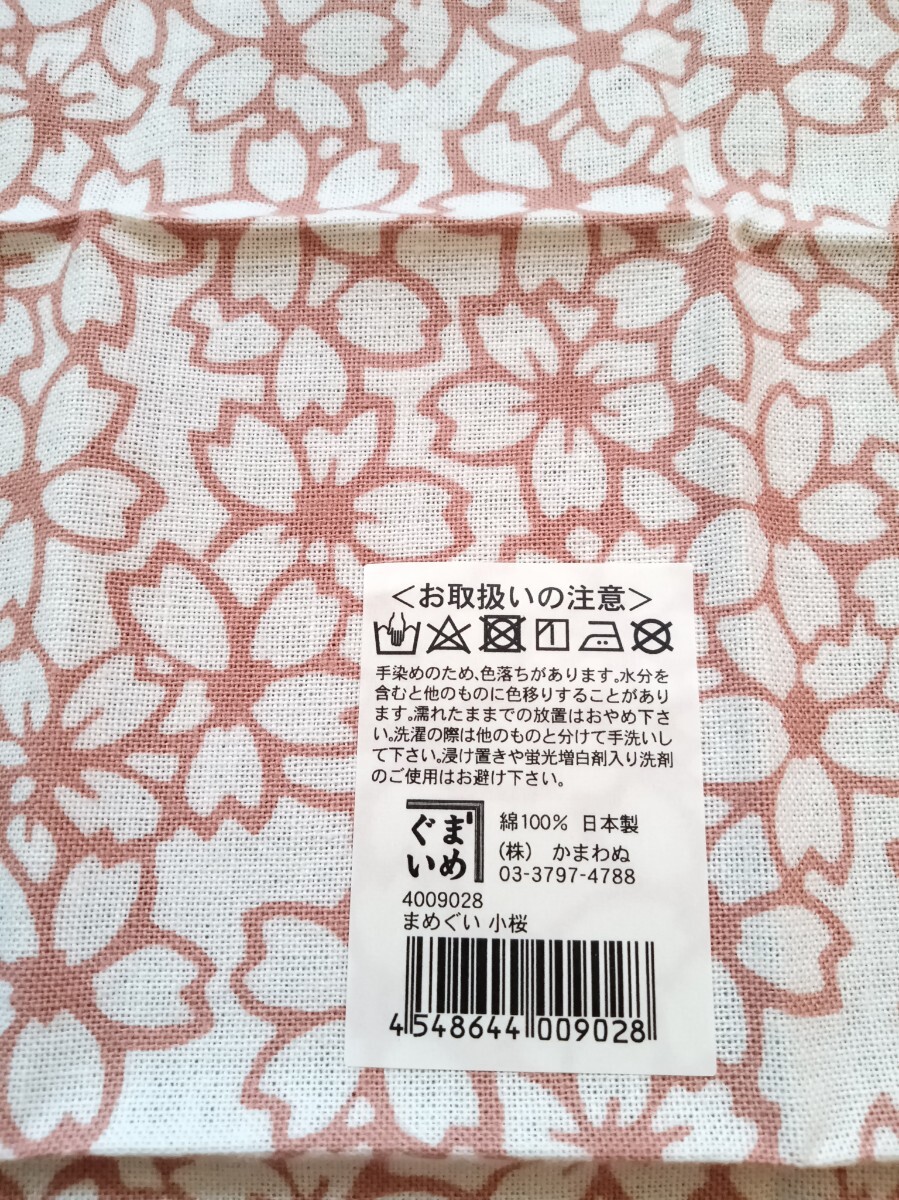 <お取扱いの注意>
手染めのため、色落ちがあります。水分を
含むと他のものに色移りすることがあり
ます。濡れたままでの放置はおやめ下さ
い。洗濯の際は他のものと分けて手洗いし
て下さい。浸け置きや蛍光増白剤入り洗剤
のご使用はお避け下さい。
まめぐい
綿100% 日本製
(株) かまわぬ
03-3797-4788
4009028
まめぐい 小桜
4 548644 009028